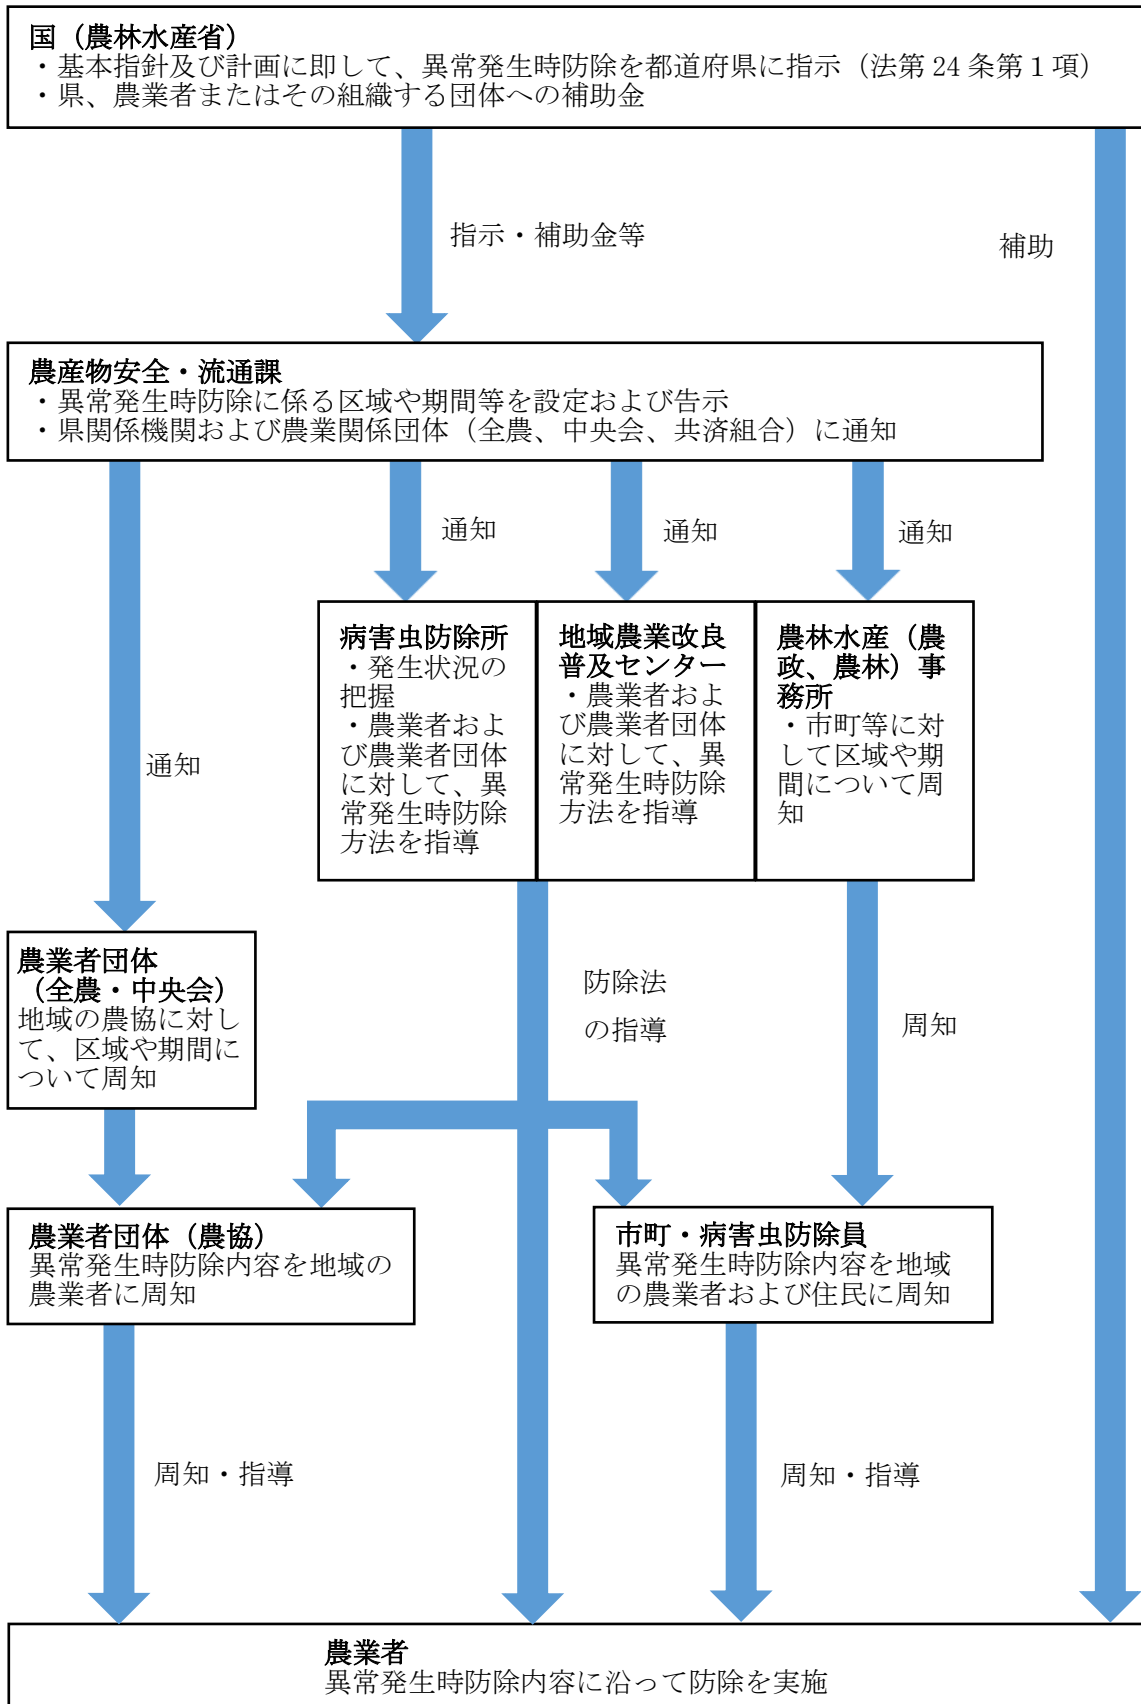 国（農林水産省）
・基本指針及び計画に即して、異常発生時防除を都道府県に指示（法第 24 条第１項）
・県、農業者またはその組織する団体への補助金
指示・補助金等
補助
農産物安全・流通課
・異常発生時防除に係る区域や期間等を設定および告示
・県関係機関および農業関係団体（全農、中央会、共済組合）に通知
通知
通知
通知
通知
病害虫防除所
・発生状況の
把握
・農業者およ
び農業者団体
に対して、異
常発生時防除
方法を指導
地域農業改良
普及センター
・農業者およ
び農業者団体
に対して、異
常発生時防除
方法を指導
農林水産（農
政、農林）事
務所
・市町等に対
して区域や期
間について周
知
農業者団体
（全農・中央会）
地域の農協に対し
て、区域や期間に
ついて周知
防除法
の指導
周知
農業者団体（農協）
異常発生時防除内容を地域の
農業者に周知
市町・病害虫防除員
異常発生時防除内容を地域
の農業者および住民に周知
周知・指導
周知・指導
農業者
異常発生時防除内容に沿って防除を実施